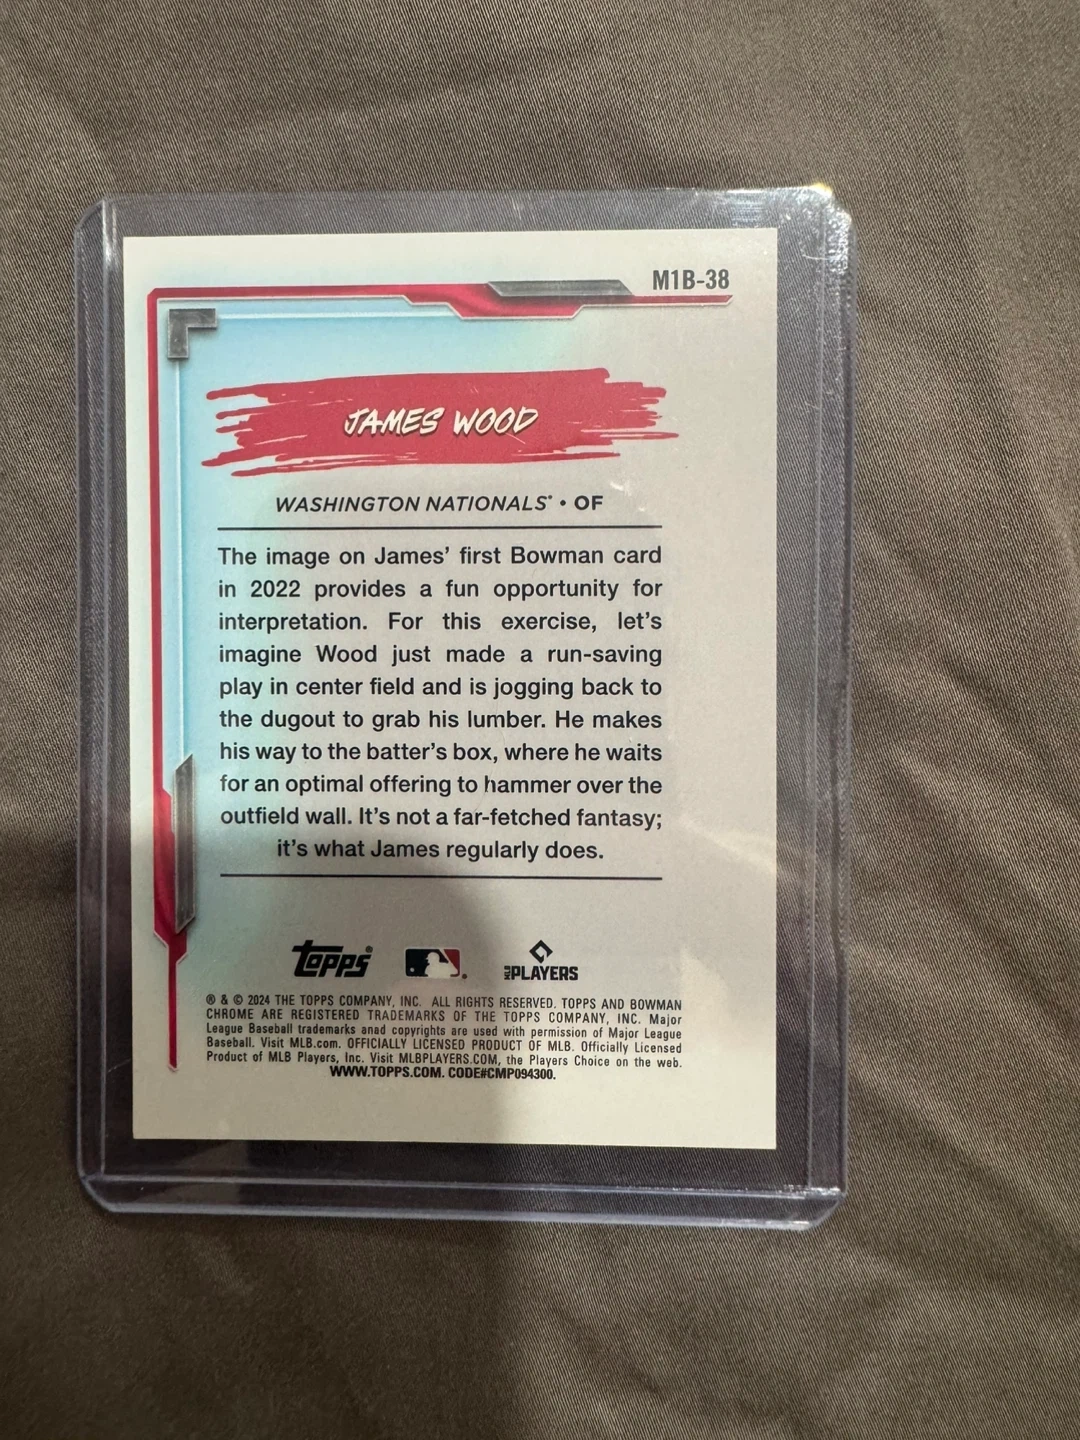 M1B-38
JAMES WOOD
WASHINGTON NATIONALS® • OF
The image on James' first Bowman card
in 2022 provides a fun opportunity for
interpretation. For this exercise, let's
imagine Wood just made a run-saving
play in center field and is jogging back to
the dugout to grab his lumber. He makes
his way to the batter's box, where he waits
for an optimal offering to hammer over the
outfield wall. It's not a far-fetched fantasy;
it's what James regularly does.
Topps® ® MLB PLAYERS
® & © 2024 THE TOPPS COMPANY, INC. ALL RIGHTS RESERVED. TOPPS AND BOWMAN
CHROME ARE REGISTERED TRADEMARKS OF THE TOPPS COMPANY, INC. Major
League Baseball trademarks anad copyrights are used with permission of Major League
Baseball. Visit MLB.com. OFFICIALLY LICENSED PRODUCT OF MLB. Officially Licensed
Product of MLB Players, Inc. Visit MLBPLAYERS.COM, the Players Choice on the web.
WWW.TOPPS.COM. CODE#CMP094300.